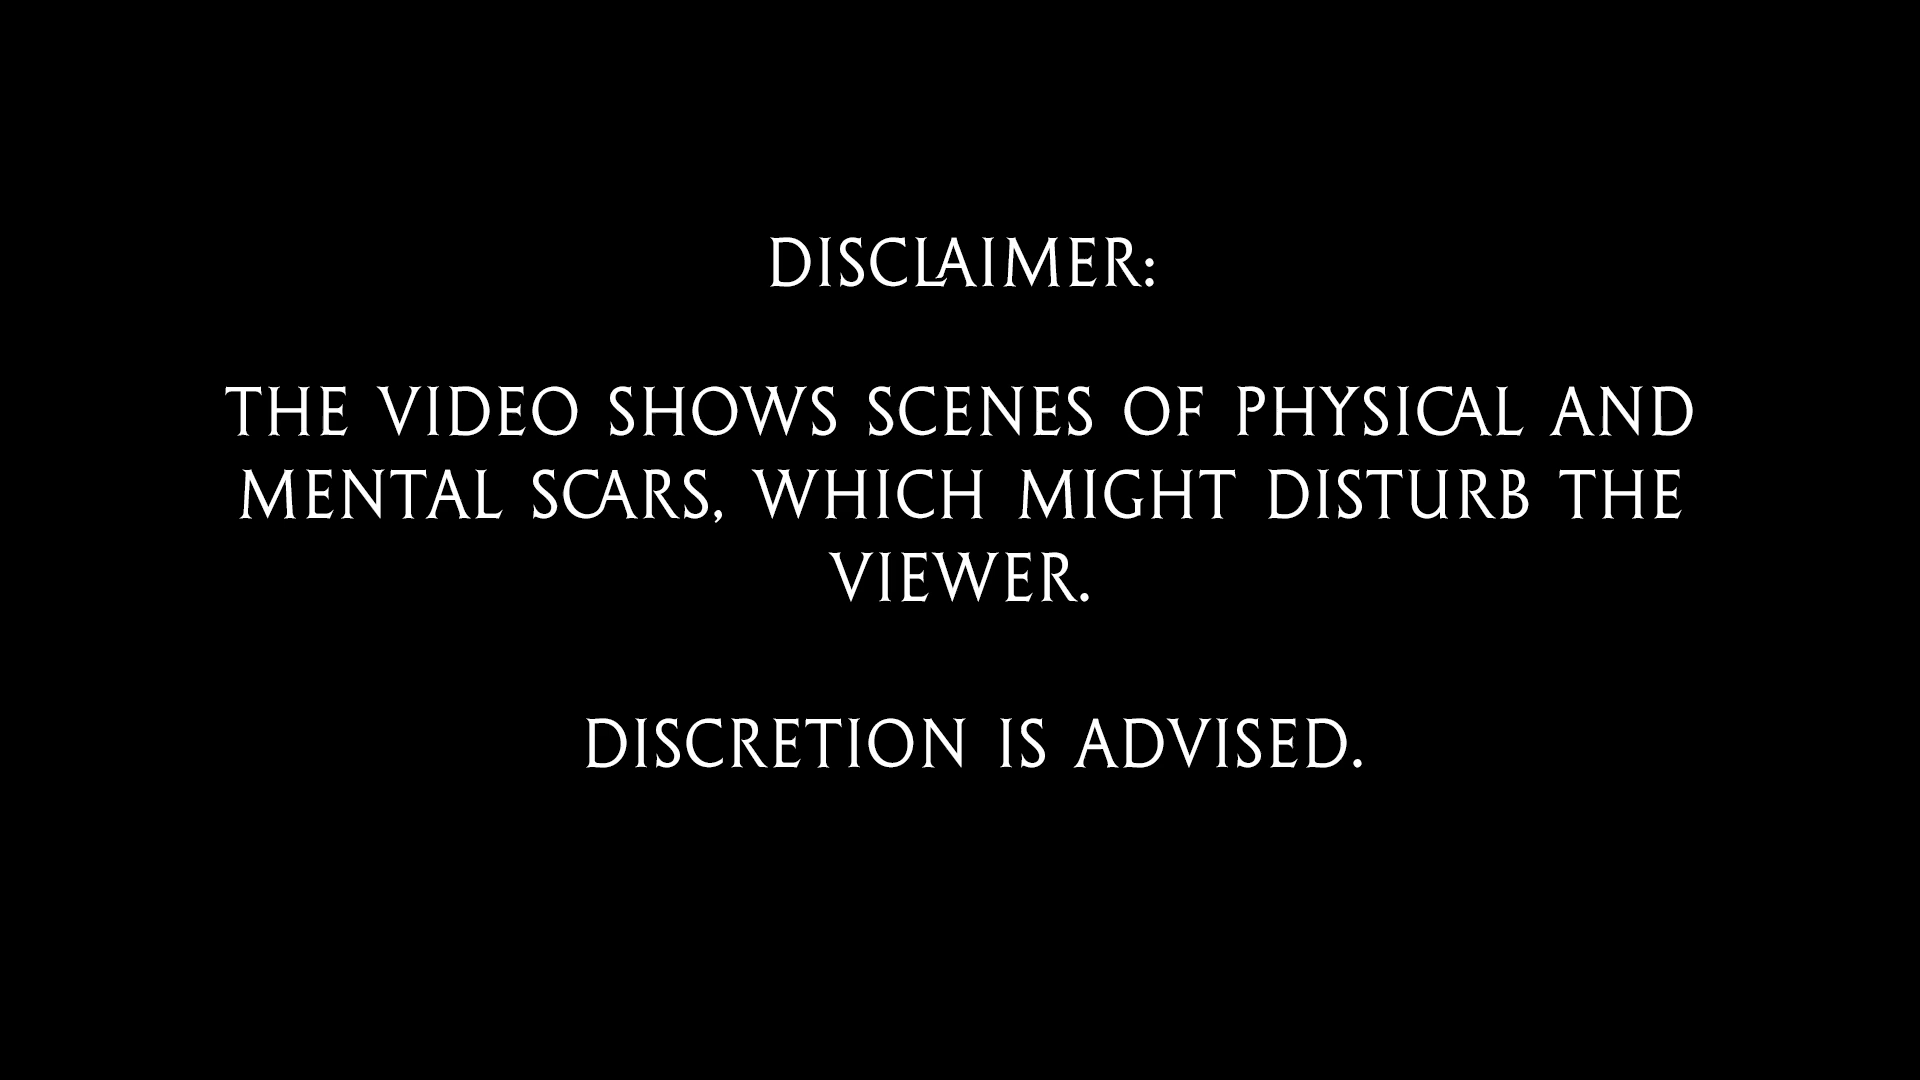 DISCLAIMER:
THE VIDEO SHOWS SCENES OF PHYSICAL AND
MENTAL SCARS, WHICH MIGHT DISTURB THE
VIEWER.
DISCRETION IS ADVISED.